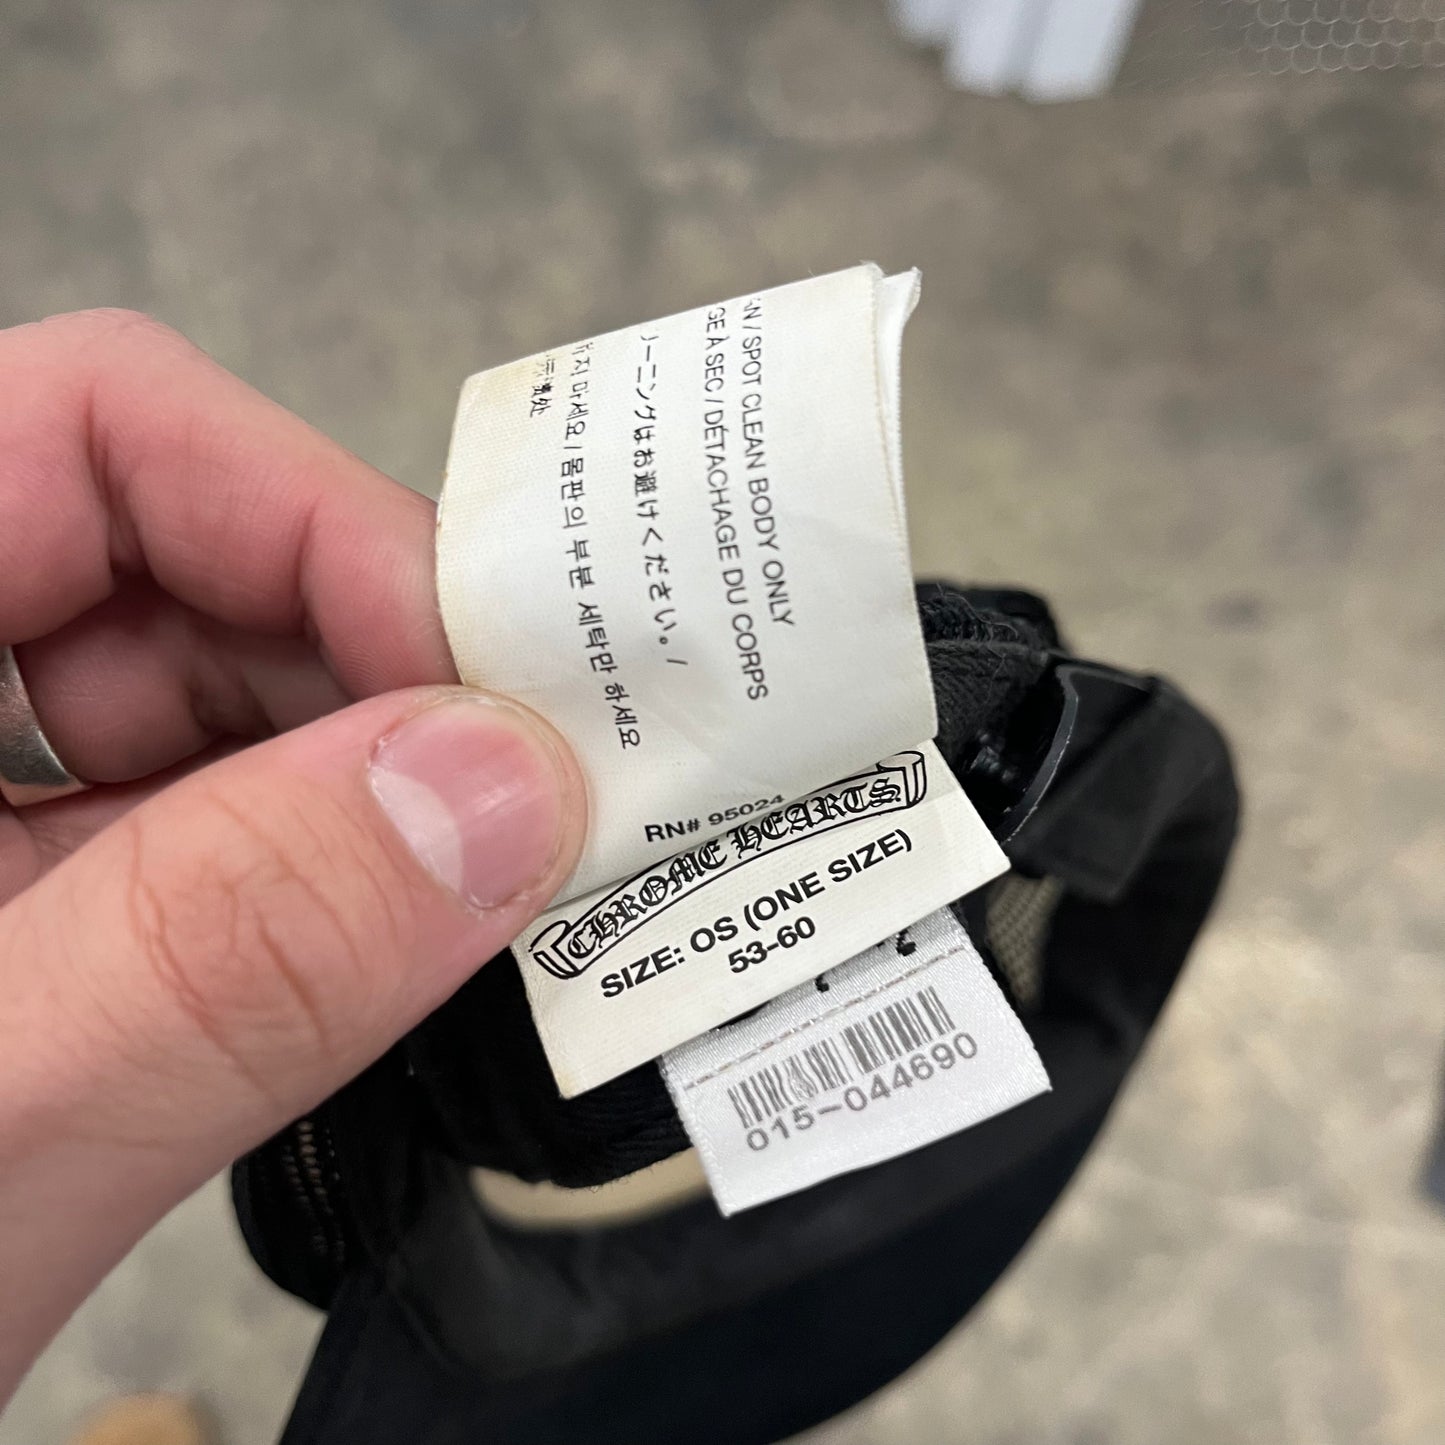 / SPOT CLEAN BODY ONLY
À SEC / DÉTACHAGE DU CORPS
ーニングはお避けください。/
지 마세요 / 몸판의 부분 세탁만 하세요
RN# 95024
CHROME HEARTS
SIZE: OS (ONE SIZE)
53-60
015-044690